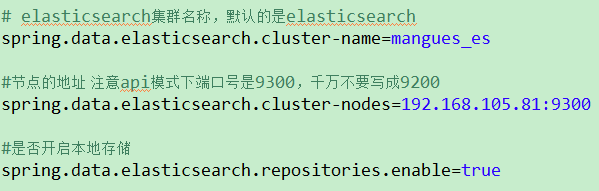 # elasticsearch集群名称，默认的是elasticsearch
spring.data.elasticsearch.cluster-name=mangues_es
#节点的地址 注意api模式下端口号是9300，千万不要写成9200
spring.data.elasticsearch.cluster-nodes=192.168.105.81:9300
#是否开启本地存储
spring.data.elasticsearch.repositories.enable=true